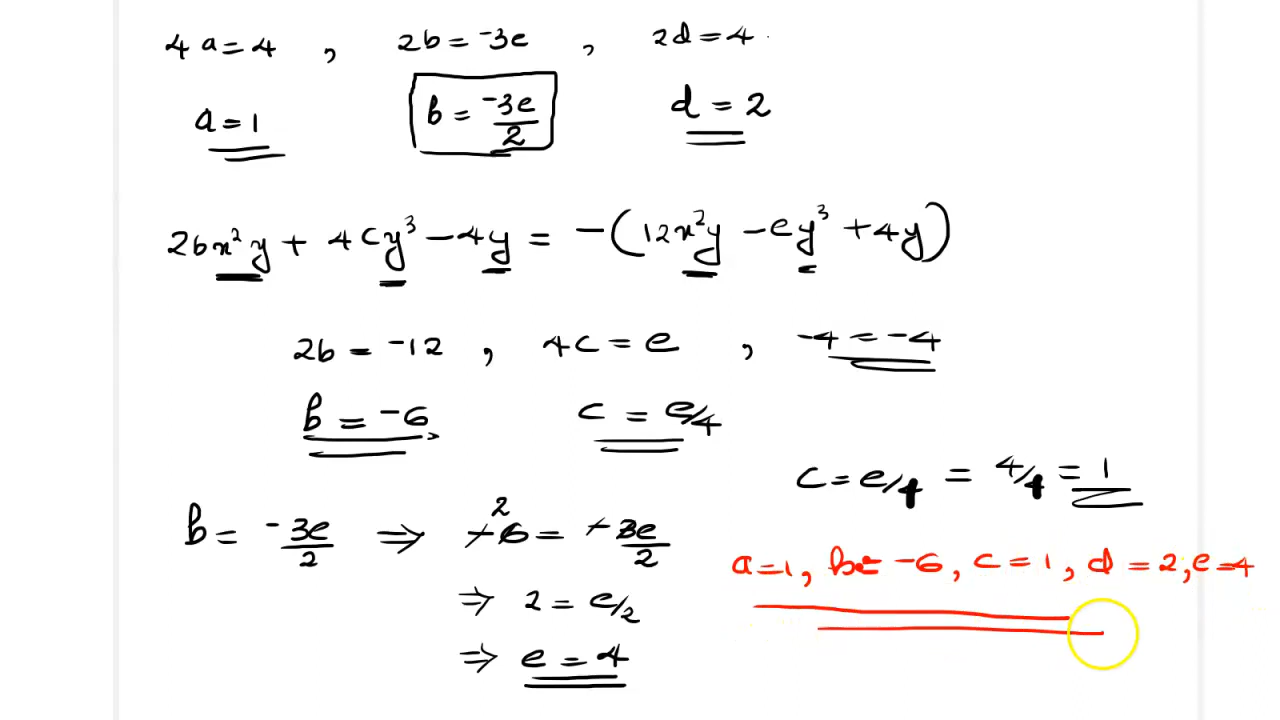 4a = 4 , 2b = -3e , 2d = 4
a = 1 b = -3e/2 d = 2
2bx²y + 4cy³ - 4y = -(12x²y - ey³ + 4y)
2b = -12 , 4c = e , -4 = -4
b = -6 c = e/4
c = e/4 = 4/4 = 1
b = -3e/2 ⇒ -6 = -3e/2
2
a=1, b= -6, c = 1, d = 2, e=4
⇒ 2 = e/2
⇒ e = 4